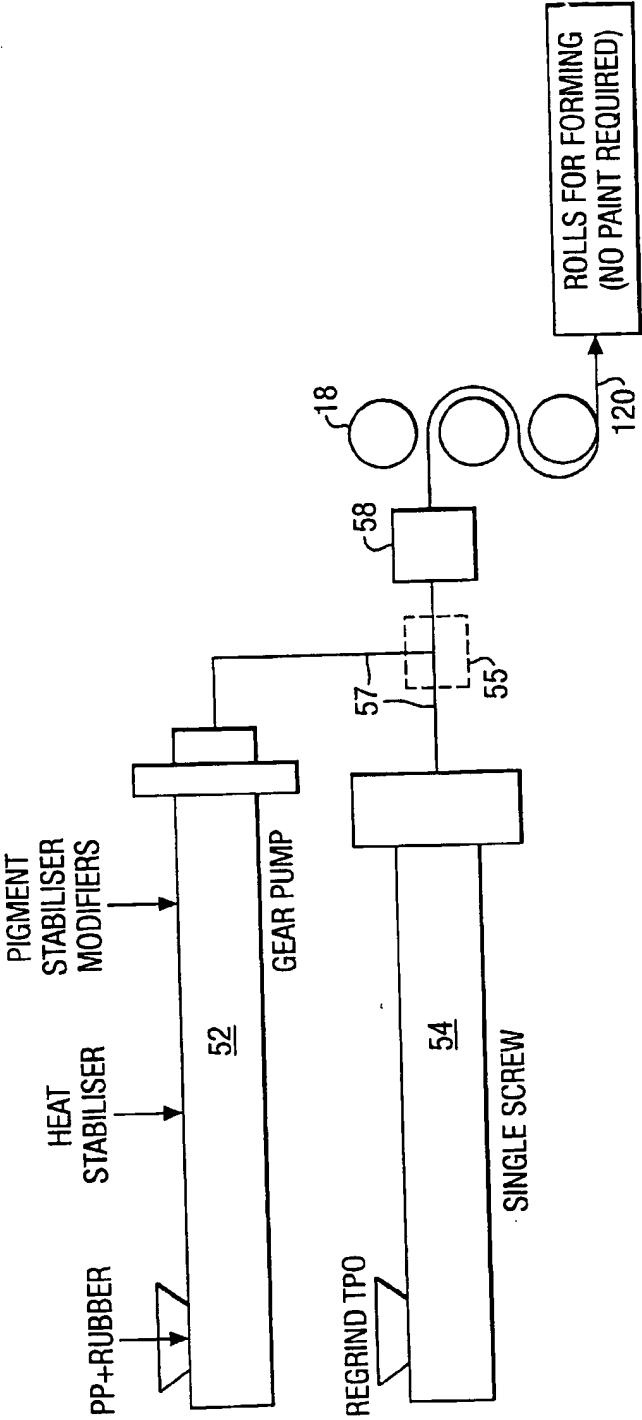 PP+RUBBER
HEAT
STABILISER
PIGMENT
STABILISER
MODIFIERS
52
GEAR PUMP
REGRIND TPO
54
SINGLE SCREW
57
55
58
18
120
ROLLS FOR FORMING
(NO PAINT REQUIRED)